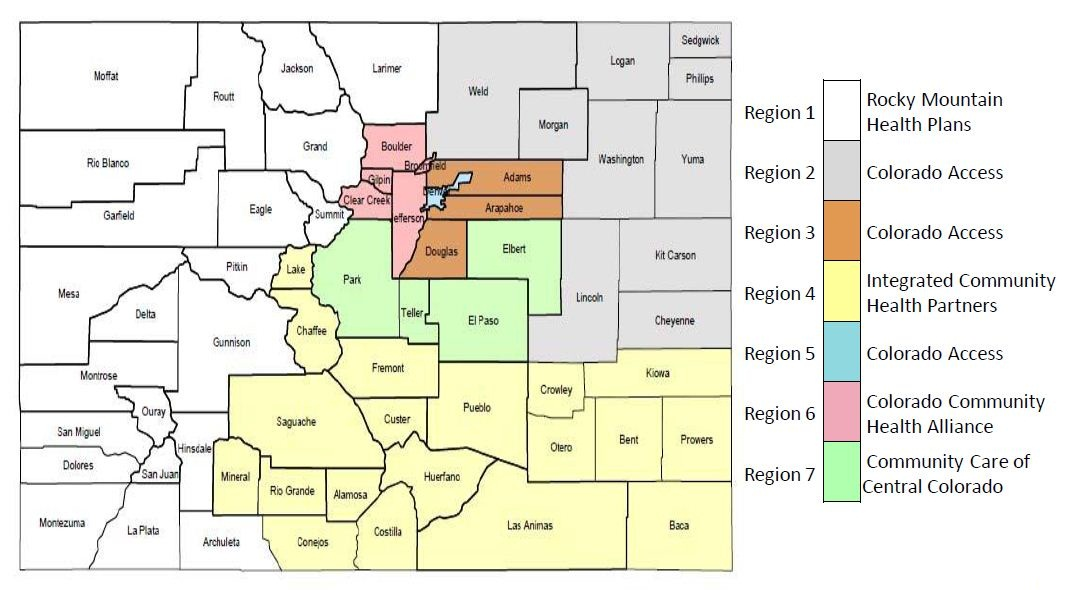 Moffat
Routt
Jackson
Larimer
Weld
Logan
Sedgwick
Phillips
Morgan
Washington
Yuma
Rio Blanco
Grand
Boulder
Broomfield
Gilpin
Clear Creek
efferson
Adams
Arapahoe
Garfield
Eagle
Summit
Douglas
Elbert
Kit Carson
Lincoln
Cheyenne
Mesa
Pitkin
Lake
Park
Teller
El Paso
Delta
Gunnison
Chaffee
Fremont
Kiowa
Montrose
Crowley
Pueblo
Ouray
Saguache
Custer
San Miguel
Hinsdale
Otero
Bent
Prowers
Dolores
San Juan
Mineral
Rio Grande
Alamosa
Huerfano
Montezuma
La Plata
Archuleta
Conejos
Costilla
Las Animas
Baca
Region 1
Rocky Mountain
Health Plans
Region 2
Colorado Access
Region 3
Colorado Access
Region 4
Integrated Community
Health Partners
Region 5
Colorado Access
Region 6
Colorado Community
Health Alliance
Region 7
Community Care of
Central Colorado